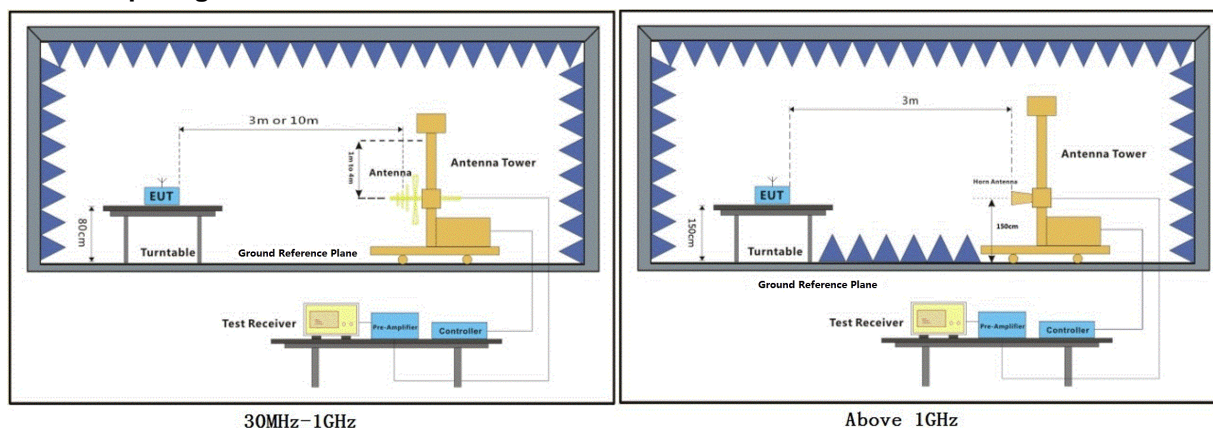 3m or 10m
1m to 4m
Antenna
Antenna Tower
EUT
80cm
Turntable
Ground Reference Plane
Test Receiver
Pre-Amplifier
Controller
30MHz-1GHz
3m
Antenna Tower
Horn Antenna
EUT
150cm
150cm
Turntable
Ground Reference Plane
Test Receiver
Pre-Amplifier
Controller
Above 1GHz